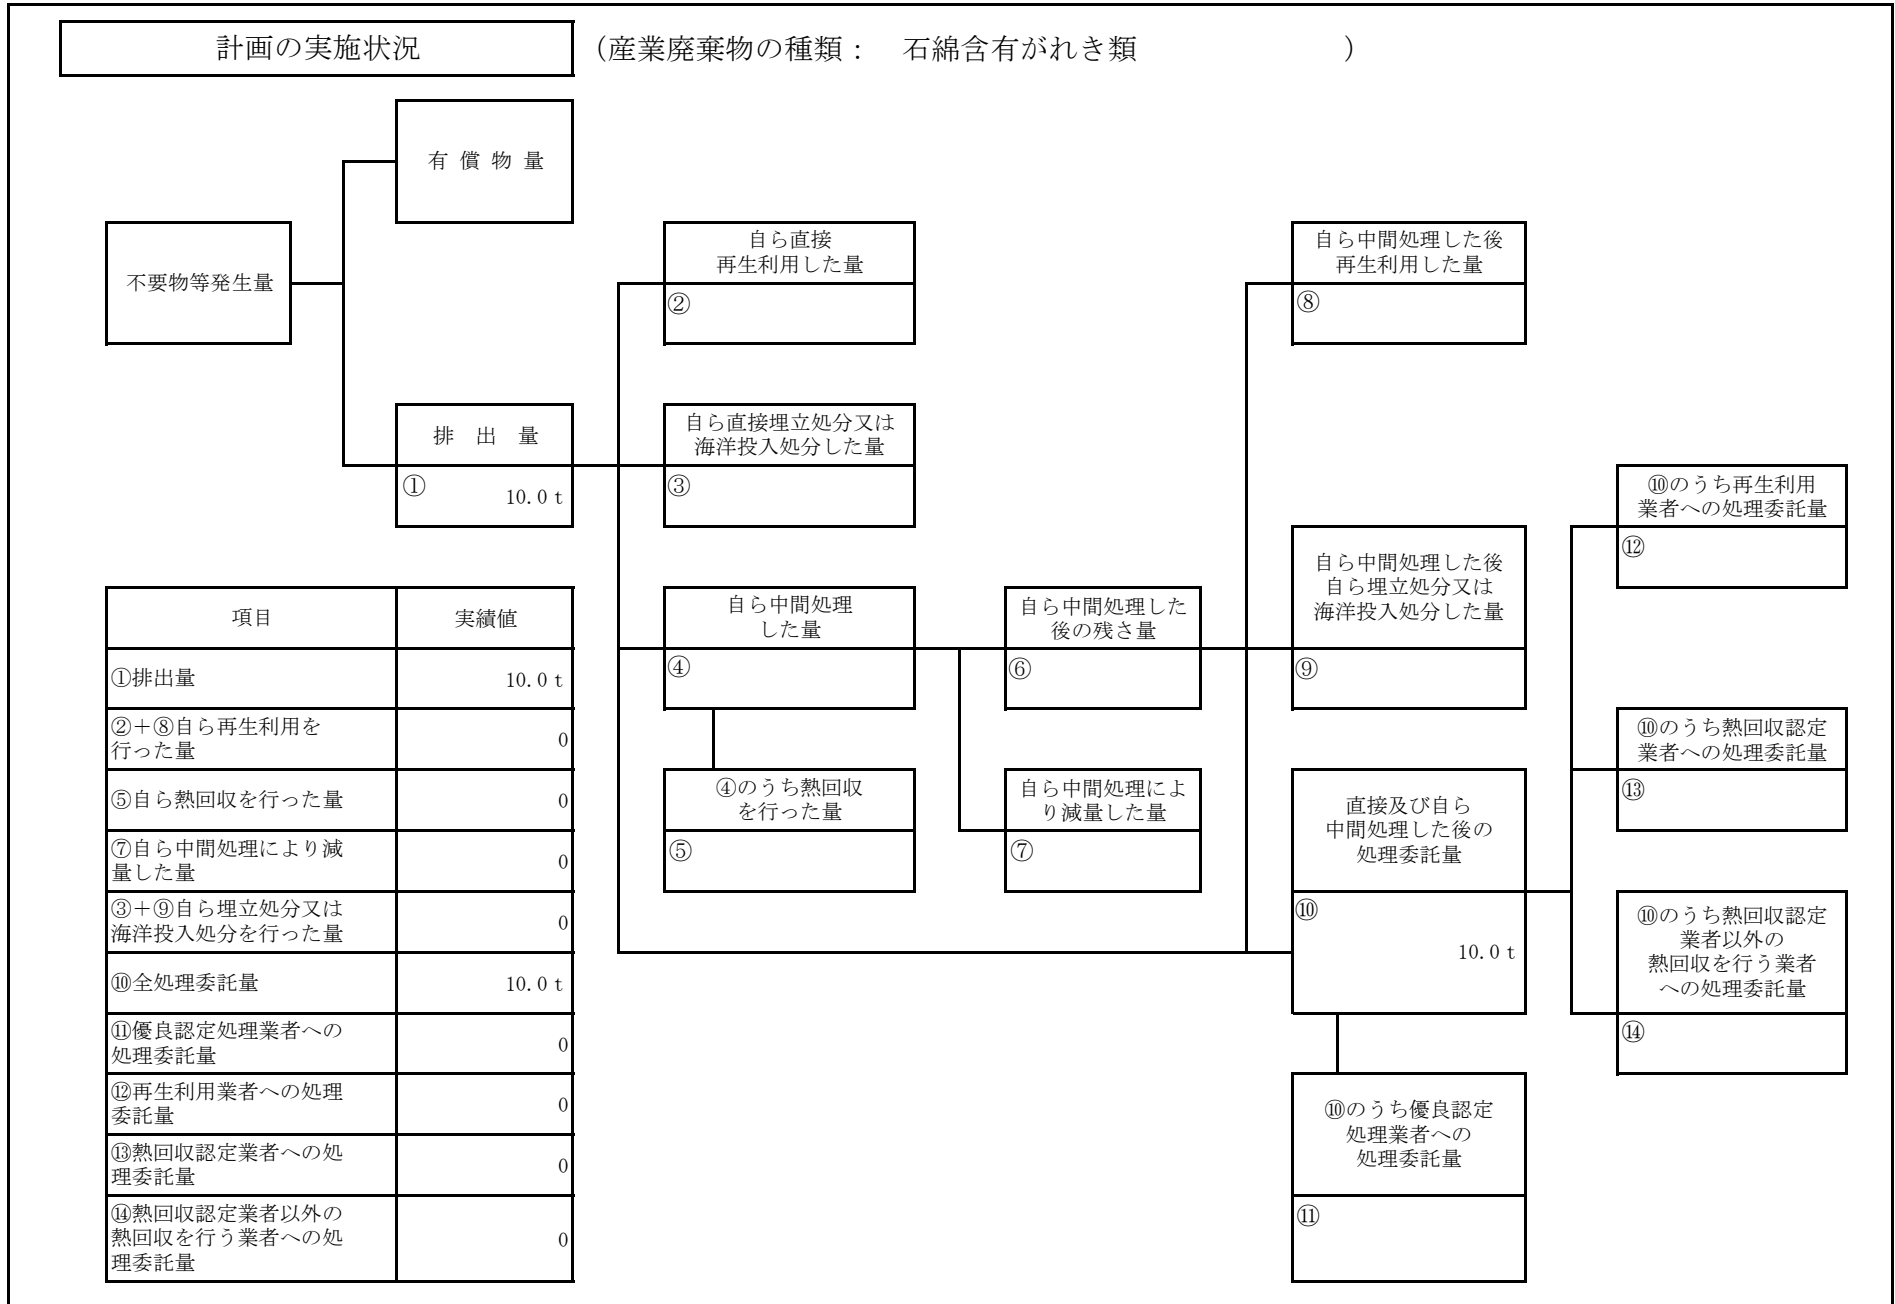 計画の実施状況
（産業廃棄物の種類：　石綿含有がれき類　　　　　　　）
有 償 物 量
不要物等発生量
自ら直接
再生利用した量
②
自ら中間処理した後
再生利用した量
⑧
排　出　量
①
10.0 t
自ら直接埋立処分又は
海洋投入処分した量
③
⑩のうち再生利用
業者への処理委託量
⑫
自ら中間処理した後
自ら埋立処分又は
海洋投入処分した量
⑨
自ら中間処理
した量
④
自ら中間処理した
後の残さ量
⑥
⑩のうち熱回収認定
業者への処理委託量
⑬
④のうち熱回収
を行った量
⑤
自ら中間処理によ
り減量した量
⑦
直接及び自ら
中間処理した後の
処理委託量
⑩
10.0 t
⑩のうち熱回収認定
業者以外の
熱回収を行う業者
への処理委託量
⑭
⑩のうち優良認定
処理業者への
処理委託量
⑪
項目
実績値
①排出量
10.0 t
②＋⑧自ら再生利用を
行った量
0
⑤自ら熱回収を行った量
0
⑦自ら中間処理により減
量した量
0
③＋⑨自ら埋立処分又は
海洋投入処分を行った量
0
⑩全処理委託量
10.0 t
⑪優良認定処理業者への
処理委託量
0
⑫再生利用業者への処理
委託量
0
⑬熱回収認定業者への処
理委託量
0
⑭熱回収認定業者以外の
熱回収を行う業者への処
理委託量
0